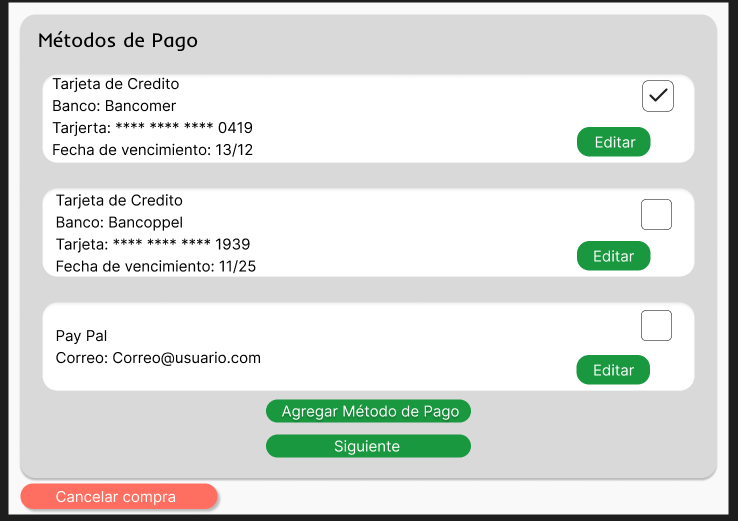 Métodos de Pago
Tarjeta de Credito
Banco: Bancomer
Tarjerta: **** **** **** 0419
Fecha de vencimiento: 13/12
Editar
Tarjeta de Credito
Banco: Bancoppel
Tarjeta: **** **** **** 1939
Fecha de vencimiento: 11/25
Editar
Pay Pal
Correo: Correo@usuario.com
Editar
Agregar Método de Pago
Siguiente
Cancelar compra